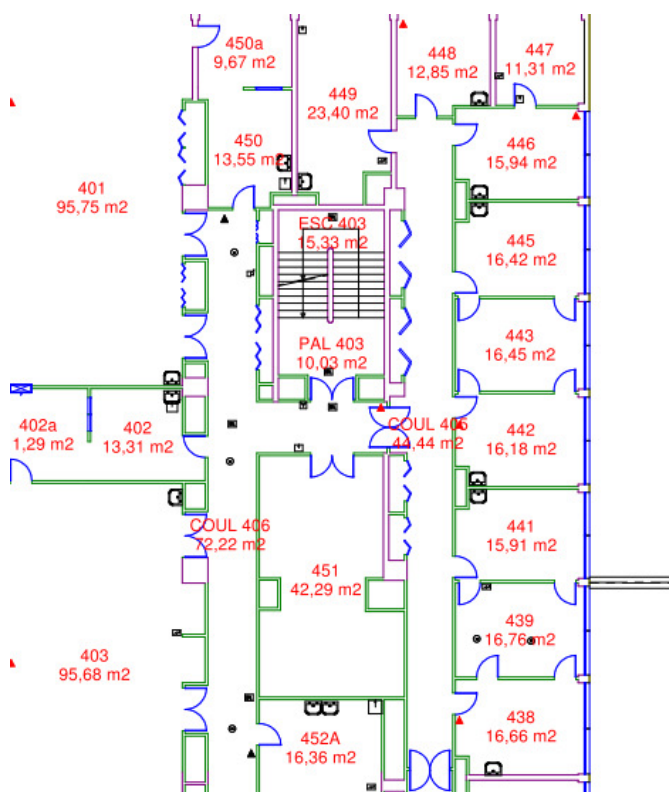 450a
9,67 m2
448
12,85 m2
447
11,31 m2
449
23,40 m2
450
13,55 m2
446
15,94 m2
401
95,75 m2
ESC 403
15,33 m2
445
16,42 m2
PAL 403
10,03 m2
443
16,45 m2
402a
1,29 m2
402
13,31 m2
COUL 405
44,44 m2
442
16,18 m2
COUL 406
72,22 m2
441
15,91 m2
451
42,29 m2
439
16,76 m2
403
95,68 m2
438
16,66 m2
452A
16,36 m2